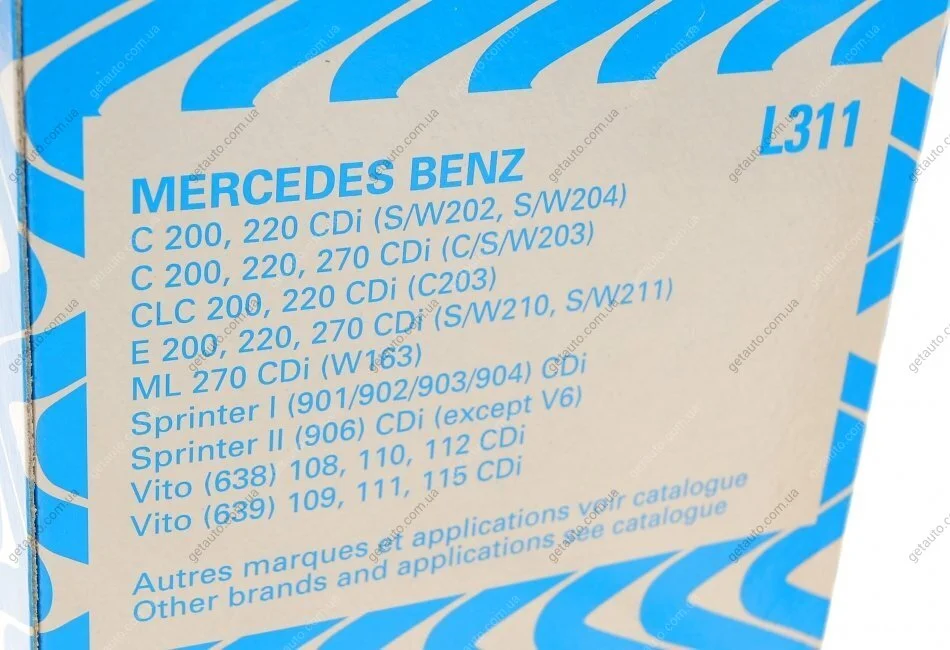 L311
MERCEDES BENZ
C 200, 220 CDi (S/W202, S/W204)
C 200, 220, 270 CDi (C/S/W203)
CLC 200, 220 CDi (C203)
E 200, 220, 270 CDi (S/W210, S/W211)
ML 270 CDi (W163)
Sprinter I (901/902/903/904) CDi
Sprinter II (906) CDi (except V6)
Vito (638) 108, 110, 112 CDi
Vito (639) 109, 111, 115 CDi
Autres marques et applications voir catalogue
Other brands and applications see catalogue
getauto.com.ua